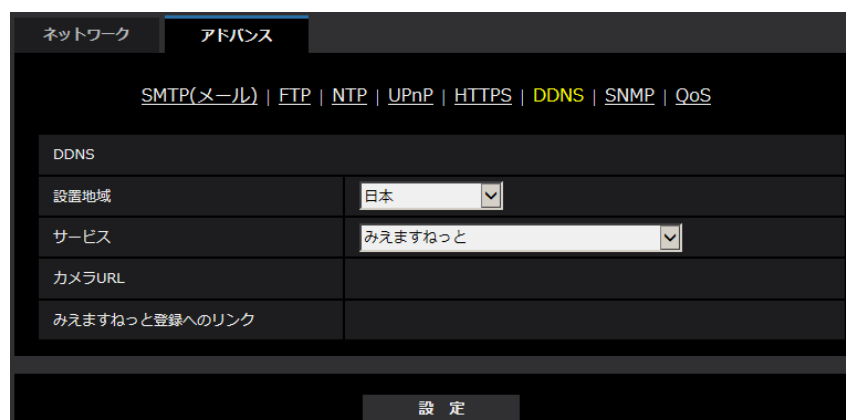 ネットワーク アドバンス
SMTP(メール) | FTP | NTP | UPnP | HTTPS | DDNS | SNMP | QoS
DDNS
設置地域 日本
サービス みえますねっと
カメラURL
みえますねっと登録へのリンク
設 定